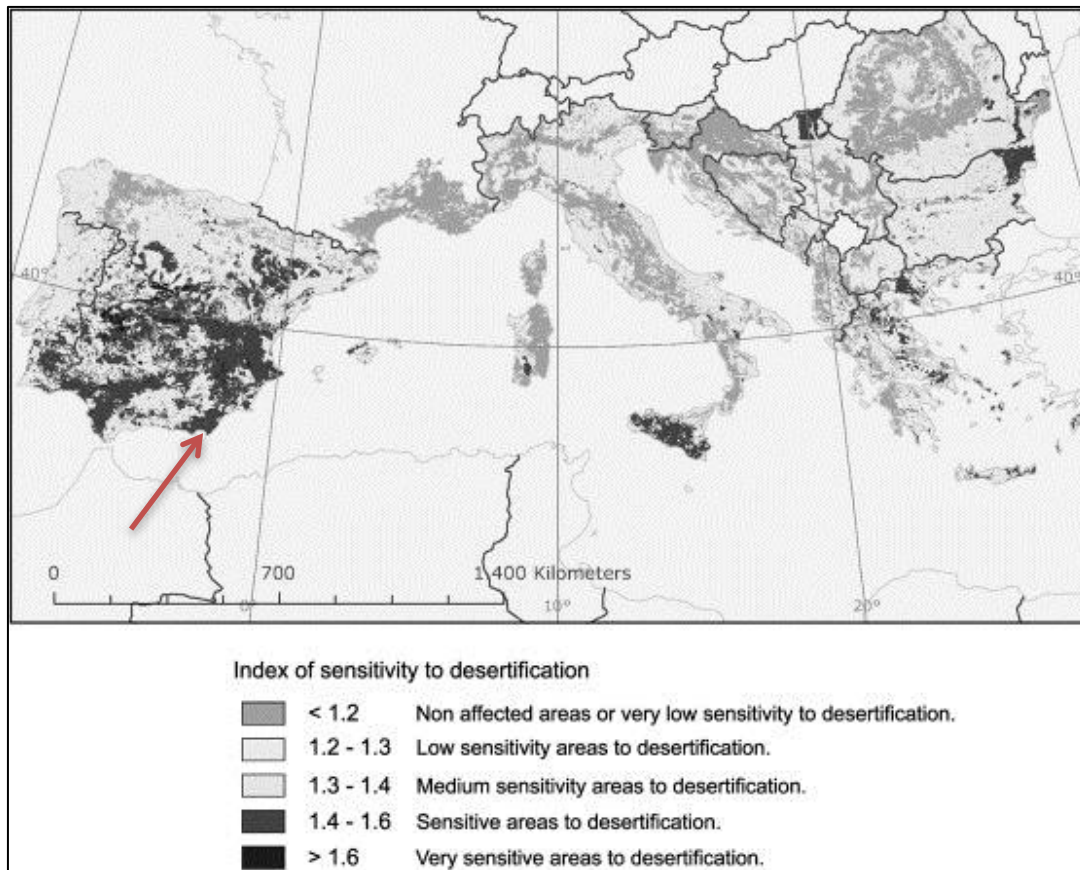 40°
40°
0 700 1,400 Kilometers
0° 10° 20°
Index of sensitivity to desertification
< 1.2 Non affected areas or very low sensitivity to desertification.
1.2 - 1.3 Low sensitivity areas to desertification.
1.3 - 1.4 Medium sensitivity areas to desertification.
1.4 - 1.6 Sensitive areas to desertification.
> 1.6 Very sensitive areas to desertification.